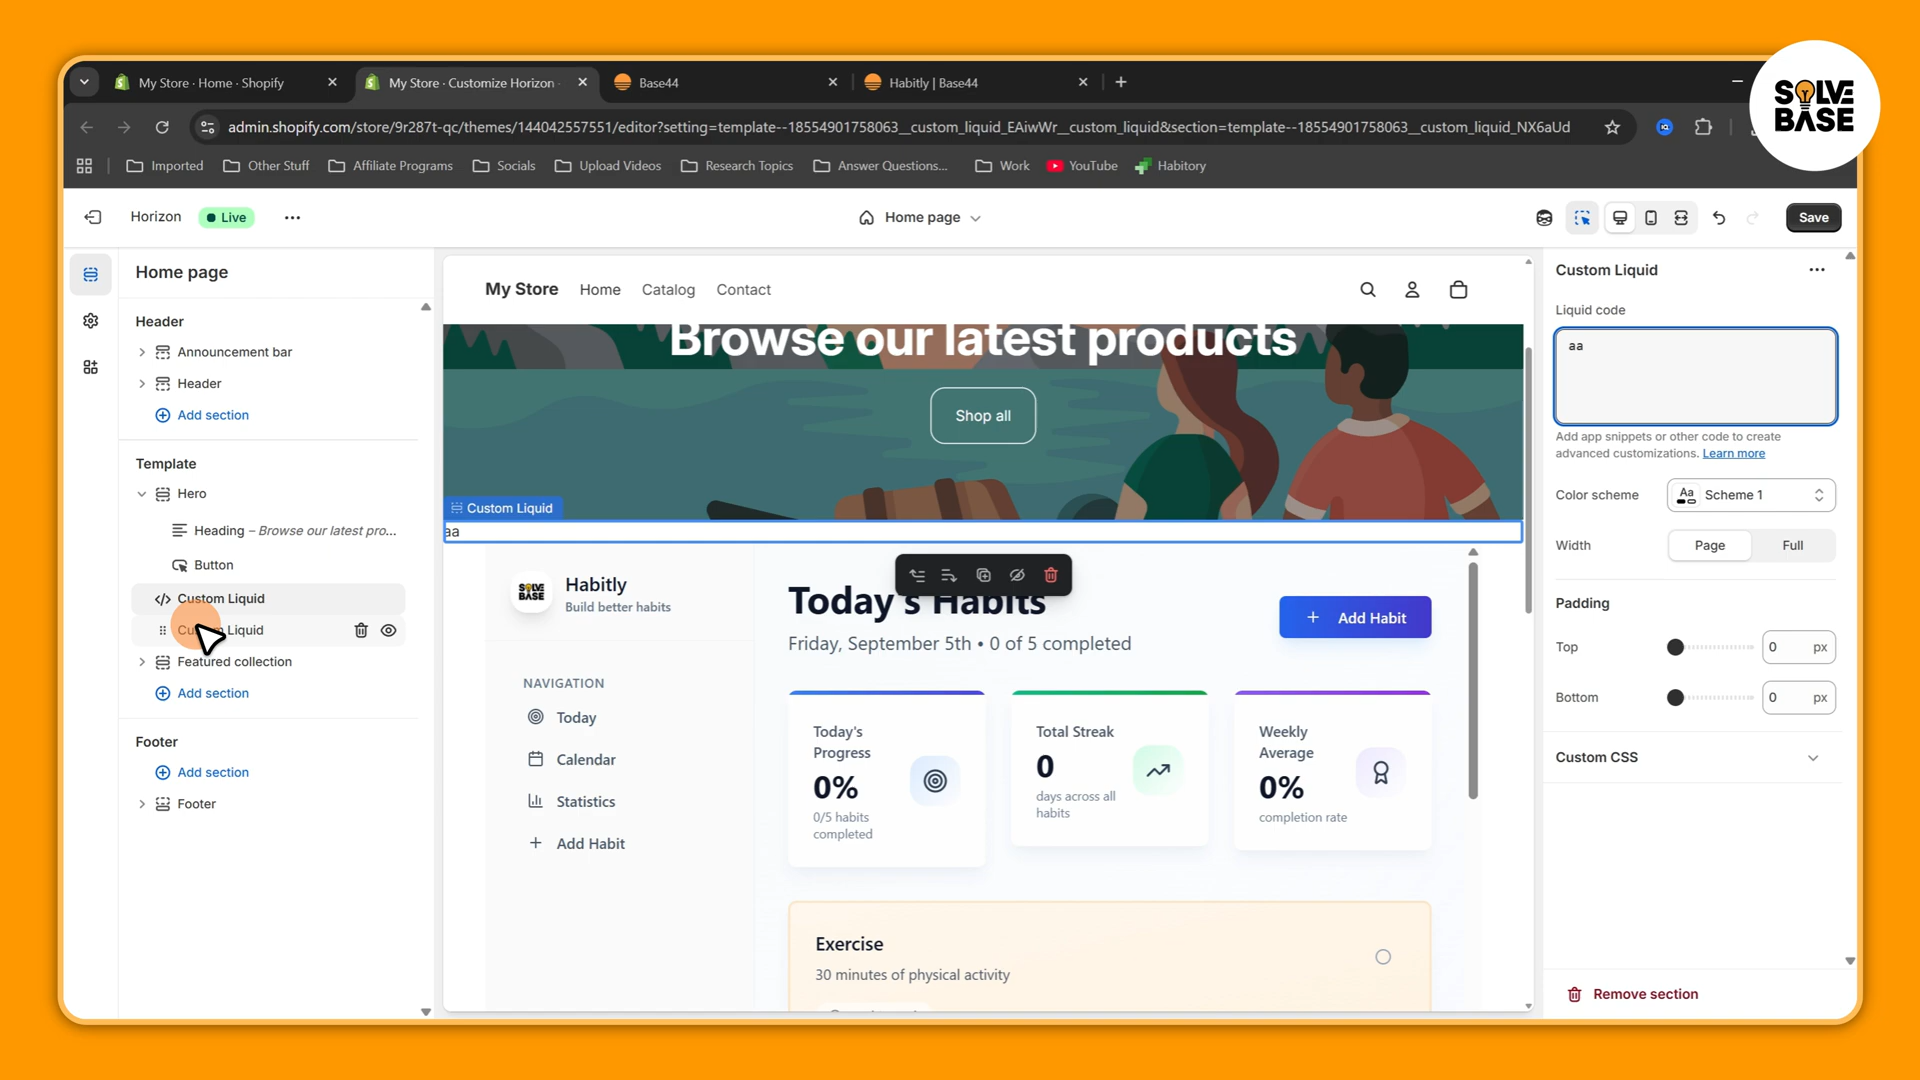 My Store · Home · Shopify
My Store · Customize Horizon ·
Base44
Habitly | Base44
SOLVE
BASE
admin.shopify.com/store/9r287t-qc/themes/144042557551/editor?setting=template--18554901758063__custom_liquid_EAiwWr__custom_liquid&section=template--18554901758063__custom_liquid_NX6aUd
Imported
Other Stuff
Affiliate Programs
Socials
Upload Videos
Research Topics
Answer Questions...
Work
YouTube
Habitory
Horizon
Live
Home page
Save
Home page
Header
Announcement bar
Header
Add section
Template
Hero
Heading – Browse our latest pro...
Button
Custom Liquid
Liquid
Featured collection
Add section
Footer
Add section
Footer
My Store
Home
Catalog
Contact
Browse our latest products
Shop all
Custom Liquid
aa
SOLVE
BASE
Habitly
Build better habits
NAVIGATION
Today
Calendar
Statistics
Add Habit
Today's Habits
Friday, September 5th • 0 of 5 completed
Add Habit
Today's
Progress
0%
0/5 habits
completed
Total Streak
0
days across all
habits
Weekly
Average
0%
completion rate
Exercise
30 minutes of physical activity
Custom Liquid
Liquid code
aa
Add app snippets or other code to create
advanced customizations. Learn more
Color scheme
Aa
Scheme 1
Width
Page
Full
Padding
Top
0 px
Bottom
0 px
Custom CSS
Remove section